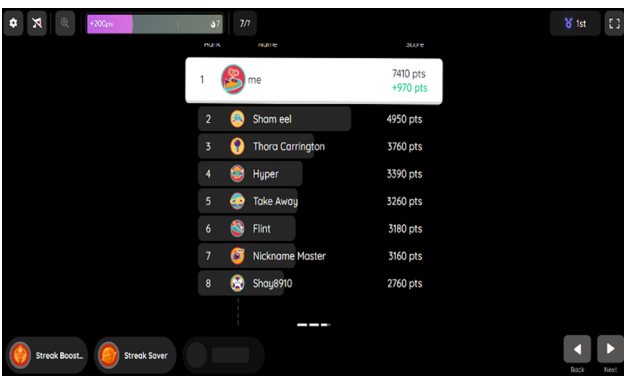 +200pts 7 7/7 1st
Rank Name Score
1 me 7410 pts
+970 pts
2 Sham eel 4950 pts
3 Thora Carrington 3760 pts
4 Hyper 3390 pts
5 Take Away 3260 pts
6 Flint 3180 pts
7 Nickname Master 3160 pts
8 Shay8910 2760 pts
Streak Boost... Streak Saver
Back Next